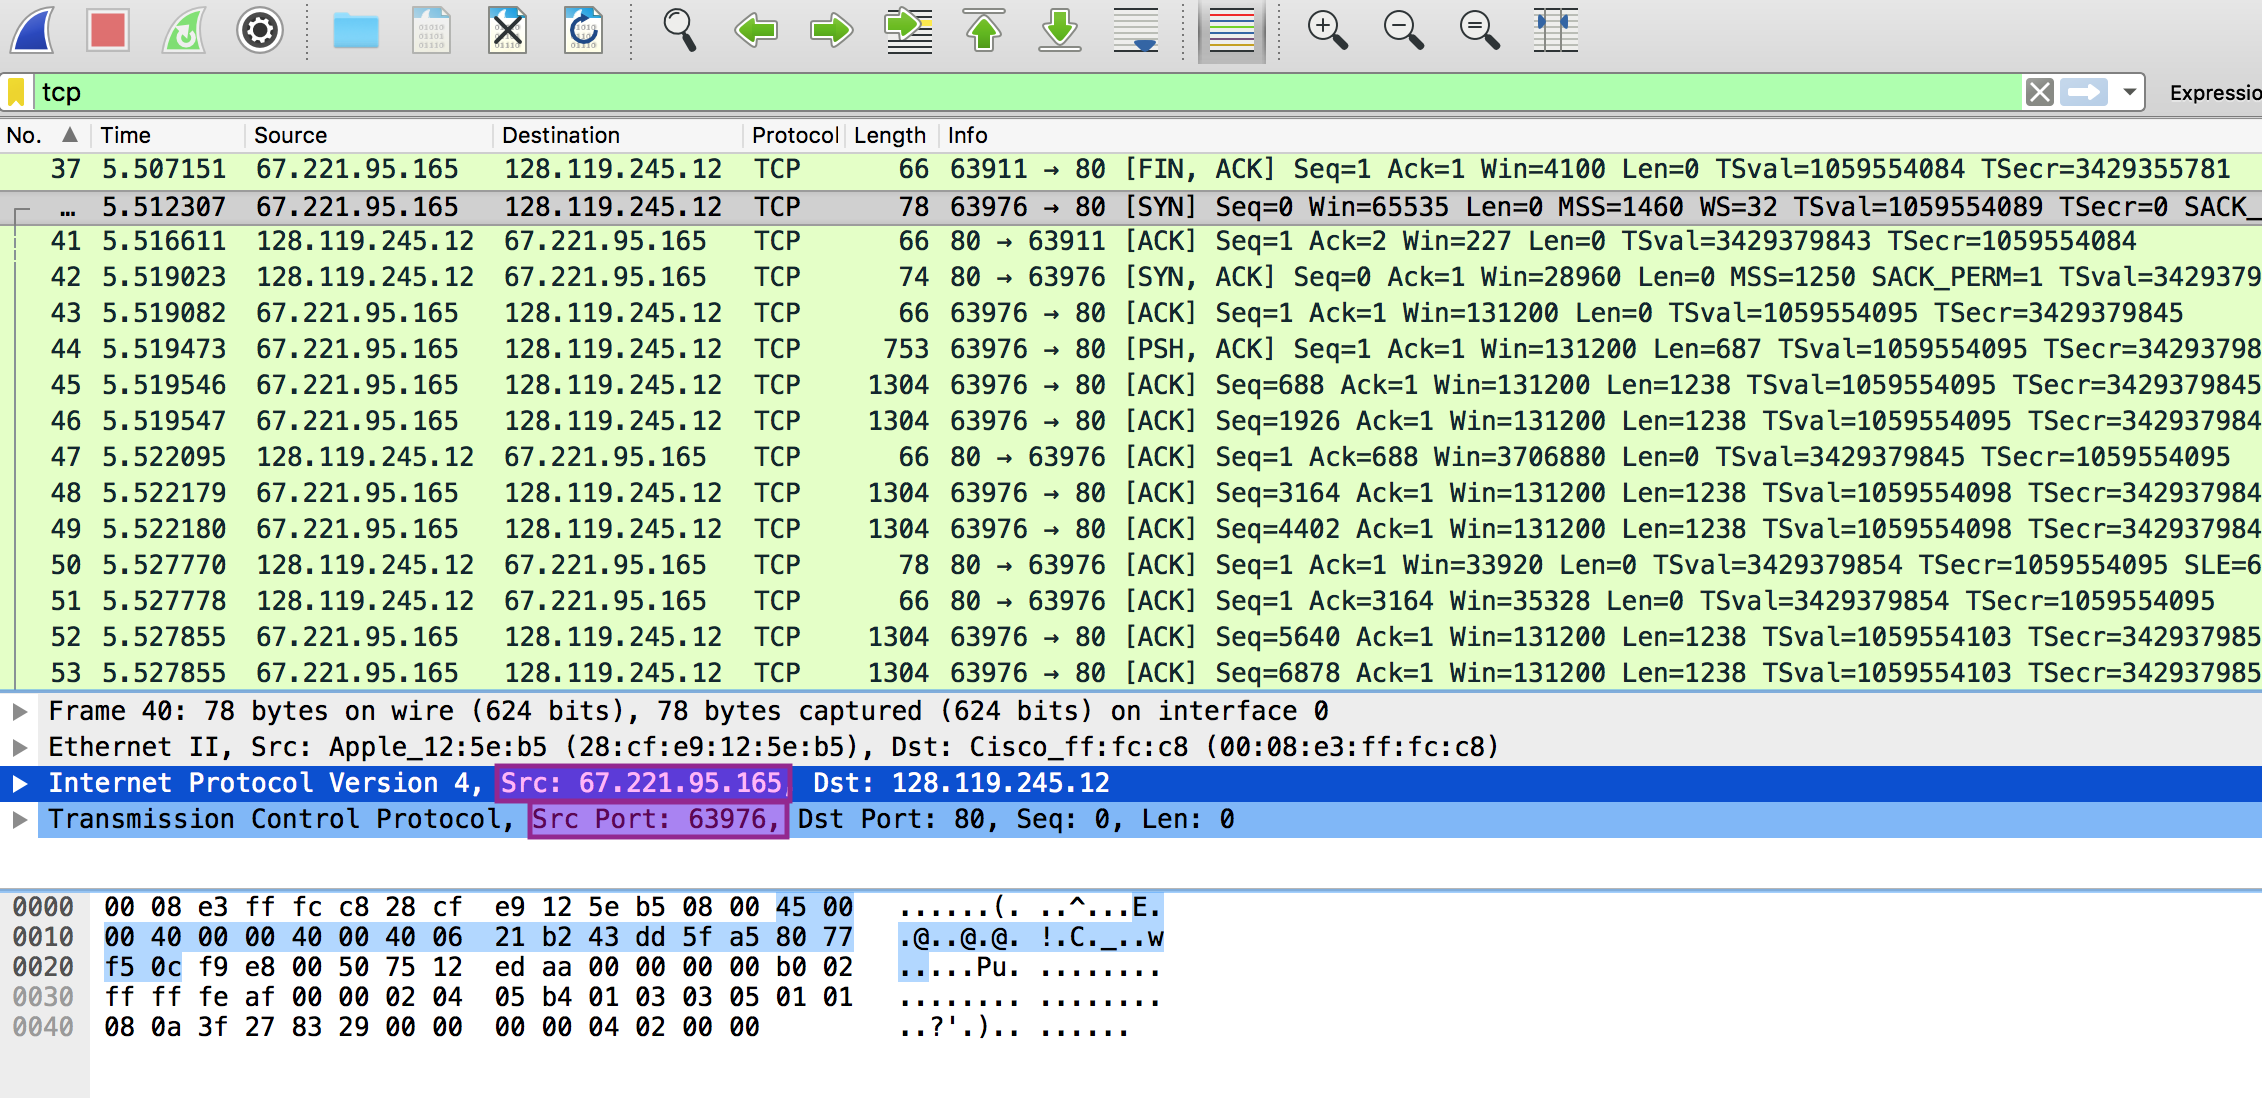 tcp
Expressio
No. Time Source Destination Protocol Length Info
37 5.507151 67.221.95.165 128.119.245.12 TCP 66 63911 → 80 [FIN, ACK] Seq=1 Ack=1 Win=4100 Len=0 TSval=1059554084 TSecr=3429355781
… 5.512307 67.221.95.165 128.119.245.12 TCP 78 63976 → 80 [SYN] Seq=0 Win=65535 Len=0 MSS=1460 WS=32 TSval=1059554089 TSecr=0 SACK_
41 5.516611 128.119.245.12 67.221.95.165 TCP 66 80 → 63911 [ACK] Seq=1 Ack=2 Win=227 Len=0 TSval=3429379843 TSecr=1059554084
42 5.519023 128.119.245.12 67.221.95.165 TCP 74 80 → 63976 [SYN, ACK] Seq=0 Ack=1 Win=28960 Len=0 MSS=1250 SACK_PERM=1 TSval=3429379
43 5.519082 67.221.95.165 128.119.245.12 TCP 66 63976 → 80 [ACK] Seq=1 Ack=1 Win=131200 Len=0 TSval=1059554095 TSecr=3429379845
44 5.519473 67.221.95.165 128.119.245.12 TCP 753 63976 → 80 [PSH, ACK] Seq=1 Ack=1 Win=131200 Len=687 TSval=1059554095 TSecr=34293798
45 5.519546 67.221.95.165 128.119.245.12 TCP 1304 63976 → 80 [ACK] Seq=688 Ack=1 Win=131200 Len=1238 TSval=1059554095 TSecr=3429379845
46 5.519547 67.221.95.165 128.119.245.12 TCP 1304 63976 → 80 [ACK] Seq=1926 Ack=1 Win=131200 Len=1238 TSval=1059554095 TSecr=342937984
47 5.522095 128.119.245.12 67.221.95.165 TCP 66 80 → 63976 [ACK] Seq=1 Ack=688 Win=3706880 Len=0 TSval=3429379845 TSecr=1059554095
48 5.522179 67.221.95.165 128.119.245.12 TCP 1304 63976 → 80 [ACK] Seq=3164 Ack=1 Win=131200 Len=1238 TSval=1059554098 TSecr=342937984
49 5.522180 67.221.95.165 128.119.245.12 TCP 1304 63976 → 80 [ACK] Seq=4402 Ack=1 Win=131200 Len=1238 TSval=1059554098 TSecr=342937984
50 5.527770 128.119.245.12 67.221.95.165 TCP 78 80 → 63976 [ACK] Seq=1 Ack=1 Win=33920 Len=0 TSval=3429379854 TSecr=1059554095 SLE=6
51 5.527778 128.119.245.12 67.221.95.165 TCP 66 80 → 63976 [ACK] Seq=1 Ack=3164 Win=35328 Len=0 TSval=3429379854 TSecr=1059554095
52 5.527855 67.221.95.165 128.119.245.12 TCP 1304 63976 → 80 [ACK] Seq=5640 Ack=1 Win=131200 Len=1238 TSval=1059554103 TSecr=342937985
53 5.527855 67.221.95.165 128.119.245.12 TCP 1304 63976 → 80 [ACK] Seq=6878 Ack=1 Win=131200 Len=1238 TSval=1059554103 TSecr=342937985
Frame 40: 78 bytes on wire (624 bits), 78 bytes captured (624 bits) on interface 0
Ethernet II, Src: Apple_12:5e:b5 (28:cf:e9:12:5e:b5), Dst: Cisco_ff:fc:c8 (00:08:e3:ff:fc:c8)
Internet Protocol Version 4, Src: 67.221.95.165, Dst: 128.119.245.12
Transmission Control Protocol, Src Port: 63976, Dst Port: 80, Seq: 0, Len: 0
0000 00 08 e3 ff fc c8 28 cf e9 12 5e b5 08 00 45 00 ......(. ..^...E.
0010 00 40 00 00 40 00 40 06 21 b2 43 dd 5f a5 80 77 .@..@.@. !.C._..w
0020 f5 0c f9 e8 00 50 75 12 ed aa 00 00 00 00 b0 02 .....Pu. ........
0030 ff ff fe af 00 00 02 04 05 b4 01 03 03 05 01 01 ........ ........
0040 08 0a 3f 27 83 29 00 00 00 00 04 02 00 00 ..?'.).. ......